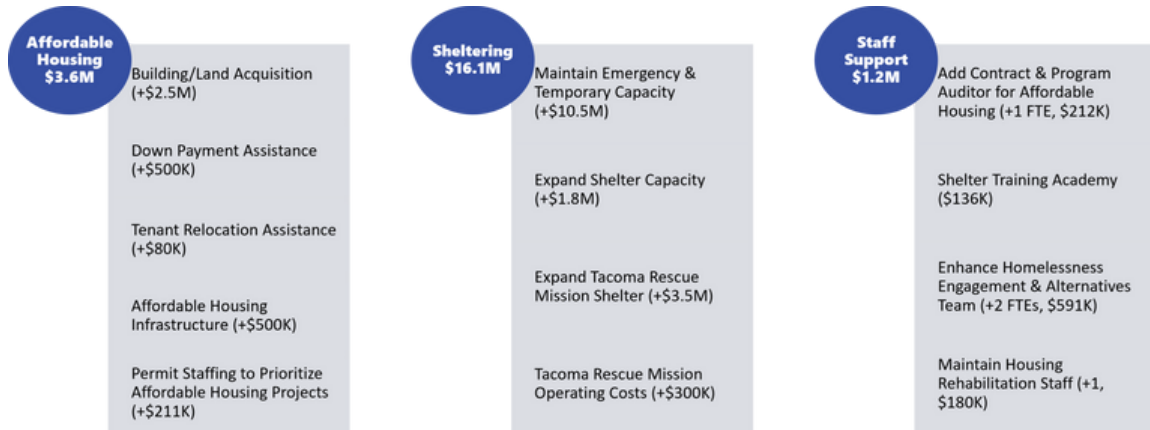 Affordable
Housing
$3.6M
Building/Land Acquisition
(+$2.5M)
Down Payment Assistance
(+$500K)
Tenant Relocation Assistance
(+$80K)
Affordable Housing
Infrastructure (+$500K)
Permit Staffing to Prioritize
Affordable Housing Projects
(+$211K)
Sheltering
$16.1M
Maintain Emergency &
Temporary Capacity
(+$10.5M)
Expand Shelter Capacity
(+$1.8M)
Expand Tacoma Rescue
Mission Shelter (+$3.5M)
Tacoma Rescue Mission
Operating Costs (+$300K)
Staff
Support
$1.2M
Add Contract & Program
Auditor for Affordable
Housing (+1 FTE, $212K)
Shelter Training Academy
($136K)
Enhance Homelessness
Engagement & Alternatives
Team (+2 FTEs, $591K)
Maintain Housing
Rehabilitation Staff (+1,
$180K)